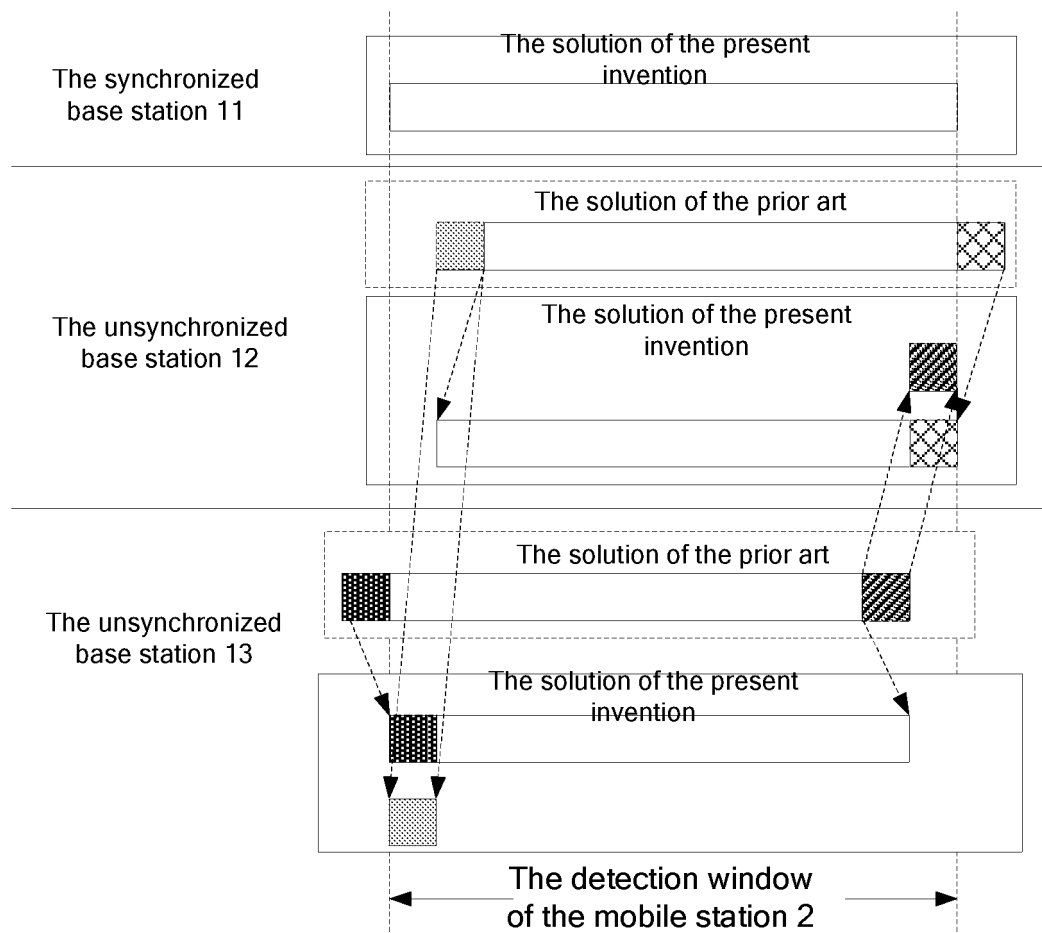 The solution of the present
invention
The synchronized
base station 11
The solution of the prior art
The unsynchronized
base station 12
The solution of the present
invention
The solution of the prior art
The unsynchronized
base station 13
The solution of the present
invention
The detection window
of the mobile station 2